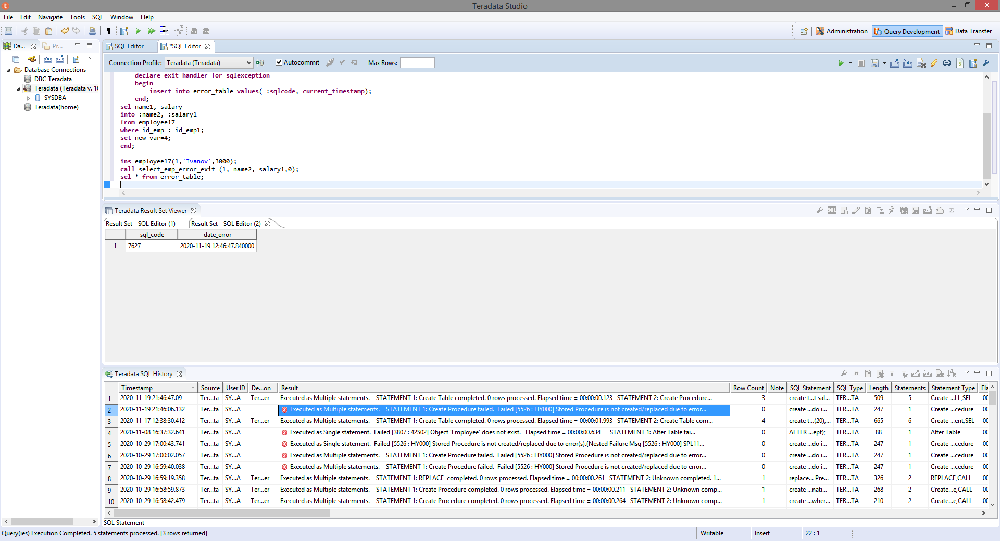 Teradata Studio
File Edit Navigate Tools SQL Window Help
Administration Query Development Data Transfer
Da... Pr...
SQL Editor *SQL Editor
Connection Profile: Teradata (Teradata) Autocommit Max Rows:
Database Connections
DBC Teradata
Teradata (Teradata v. 16
SYSDBA
Teradata(home)
declare exit handler for sqlexception
begin
insert into error_table values( :sqlcode, current_timestamp);
end;
sel name1, salary
into :name2, :salary1
from employee17
where id_emp=: id_emp1;
set new_var=4;
end;
ins employee17(1,'Ivanov',3000);
call select_emp_error_exit (1, name2, salary1,0);
sel * from error_table;
Teradata Result Set Viewer
Result Set - SQL Editor (1) Result Set - SQL Editor (2)
sql_code date_error
1 7627 2020-11-19 12:46:47.840000
Teradata SQL History
Timestamp Source User ID De...on Result Row Count Note SQL Statement SQL Type Length Statements Statement Type Ela
1 2020-11-19 21:46:47.09 Ter...ta SY...A Ter...er Executed as Multiple statements. STATEMENT 1: Create Table completed. 0 rows processed. Elapsed time = 00:00:00.123 STATEMENT 2: Create Procedure... 3 create t...t sal... TER...TA 509 5 Create ...LL,SEL 00
2 2020-11-19 21:46:06.132 Ter...ta SY...A Executed as Multiple statements. STATEMENT 1: Create Procedure failed. Failed [5526 : HY000] Stored Procedure is not created/replaced due to error... 0 create ...do i... TER...TA 247 1 Create ...cedure 00
3 2020-11-17 12:38:30.412 Ter...ta SY...A Ter...er Executed as Multiple statements. STATEMENT 1: Create Table completed. 0 rows processed. Elapsed time = 00:00:01.993 STATEMENT 2: Create Table com... 4 create t...(20),... TER...TA 665 6 Create ...ent,SEL 00
4 2020-11-08 16:37:32.641 Ter...ta SY...A Executed as Single statement. Failed [3807 : 42S02] Object 'Employee' does not exist. Elapsed time = 00:00:00.634 STATEMENT 1: Alter Table fai... 0 ALTER ...ept); TER...TA 88 1 Alter Table 00
5 2020-10-29 17:00:43.741 Ter...ta SY...A Executed as Single statement. Failed [5526 : HY000] Stored Procedure is not created/replaced due to error(s).{Nested Failure Msg [5526 : HY000] SPL11... 0 create ...do i... TER...TA 247 1 Create ...cedure 00
6 2020-10-29 17:00:02.057 Ter...ta SY...A Executed as Multiple statements. STATEMENT 1: Create Procedure failed. Failed [5526 : HY000] Stored Procedure is not created/replaced due to error... 0 create ...do i... TER...TA 247 1 Create ...cedure 00
7 2020-10-29 16:59:40.038 Ter...ta SY...A Executed as Multiple statements. STATEMENT 1: Create Procedure failed. Failed [5526 : HY000] Stored Procedure is not created/replaced due to error... 0 create ...do i... TER...TA 247 1 Create ...cedure 00
8 2020-10-29 16:59:19.358 Ter...ta SY...A Ter...er Executed as Multiple statements. STATEMENT 1: REPLACE completed. 0 rows processed. Elapsed time = 00:00:00.261 STATEMENT 2: Unknown completed. 1... 1 replace... Pre... TER...TA 326 2 REPLACE,CALL 00
9 2020-10-29 16:58:59.873 Ter...ta SY...A Ter...er Executed as Multiple statements. STATEMENT 1: Create Procedure completed. 0 rows processed. Elapsed time = 00:00:00.211 STATEMENT 2: Unknown comp... 1 create ...nati... TER...TA 268 2 Create...e,CALL 00
10 2020-10-29 16:58:42.479 Ter...ta SY...A Ter...er Executed as Multiple statements. STATEMENT 1: Create Procedure completed. 0 rows processed. Elapsed time = 00:00:00.264 STATEMENT 2: Unknown comp... 1 create ...wher... TER...TA 210 2 Create...e,CALL 00
SQL Statement
Query(ies) Execution Completed. 5 statements processed. [3 rows returned] Writable Insert 22 : 1